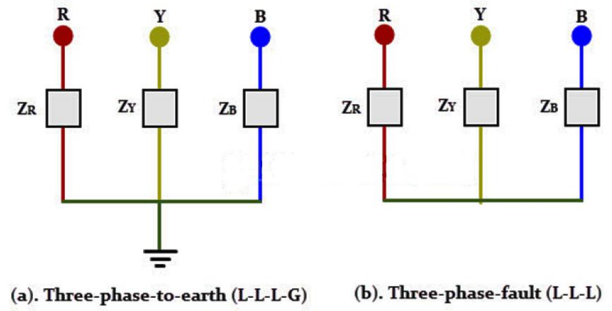 R Y B R Y B
ZR ZY ZB ZR ZY ZB
(a). Three-phase-to-earth (L-L-L-G) (b). Three-phase-fault (L-L-L)